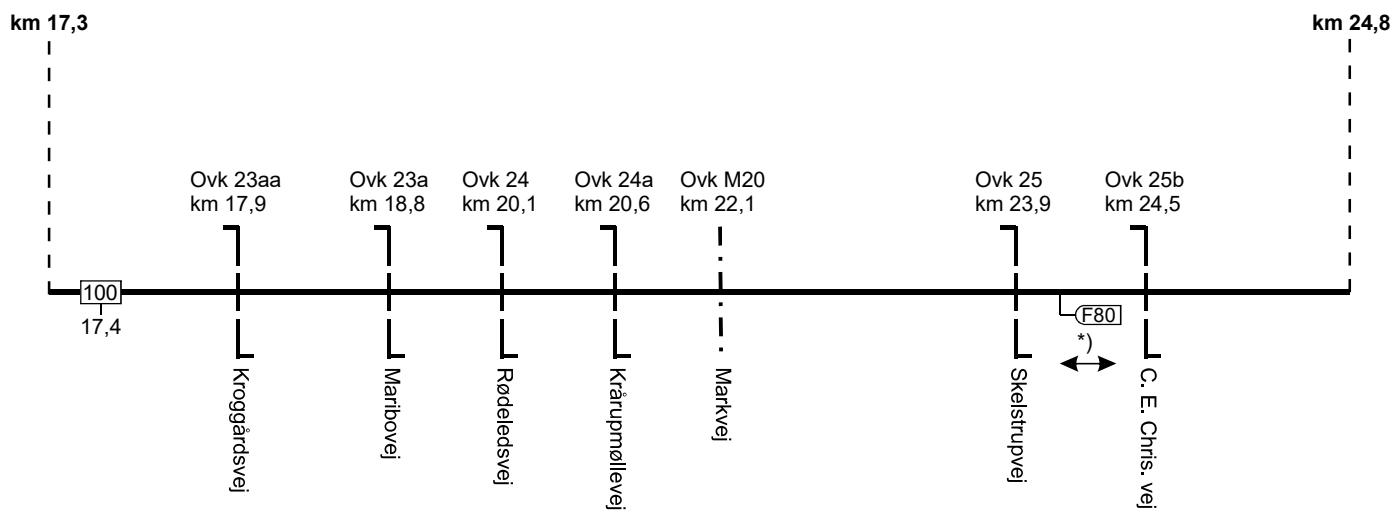 km 17,3
km 24,8
Ovk 23aa
km 17,9
Ovk 23a
km 18,8
Ovk 24
km 20,1
Ovk 24a
km 20,6
Ovk M20
km 22,1
Ovk 25
km 23,9
Ovk 25b
km 24,5
100
17,4
F80
*)
Kroggårdsvej
Maribovej
Rødeledsvej
Krårupmøllevej
Markvej
Skelstrupvej
C. E. Chris. vej